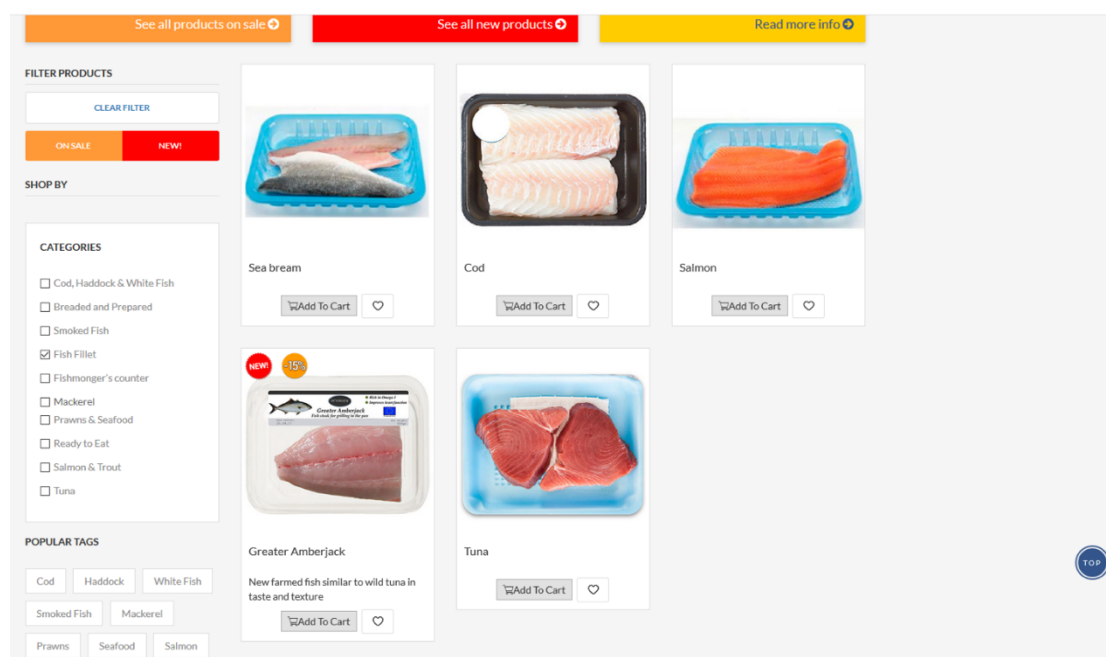 See all products on sale
See all new products
Read more info
FILTER PRODUCTS
CLEAR FILTER
ON SALE
NEW!
SHOP BY
CATEGORIES
Cod, Haddock & White Fish
Breaded and Prepared
Smoked Fish
Fish Fillet
Fishmonger's counter
Mackerel
Prawns & Seafood
Ready to Eat
Salmon & Trout
Tuna
POPULAR TAGS
Cod
Haddock
White Fish
Smoked Fish
Mackerel
Prawns
Seafood
Salmon
Sea bream
Add To Cart
Cod
Add To Cart
Salmon
Add To Cart
NEW!
-15%
Greater Amberjack
Greater Amberjack
New farmed fish similar to wild tuna in
taste and texture
Add To Cart
Tuna
Add To Cart
TOP